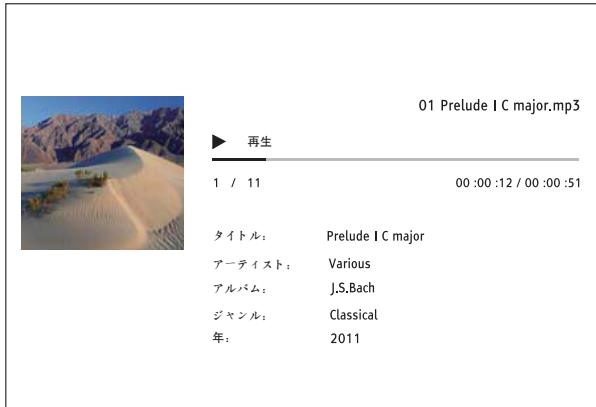 01 Prelude I C major.mp3
▶ 再生
1 / 11 00 :00 :12 / 00 :00 :51
タイトル: Prelude I C major
アーティスト: Various
アルバム: J.S.Bach
ジャンル: Classical
年: 2011